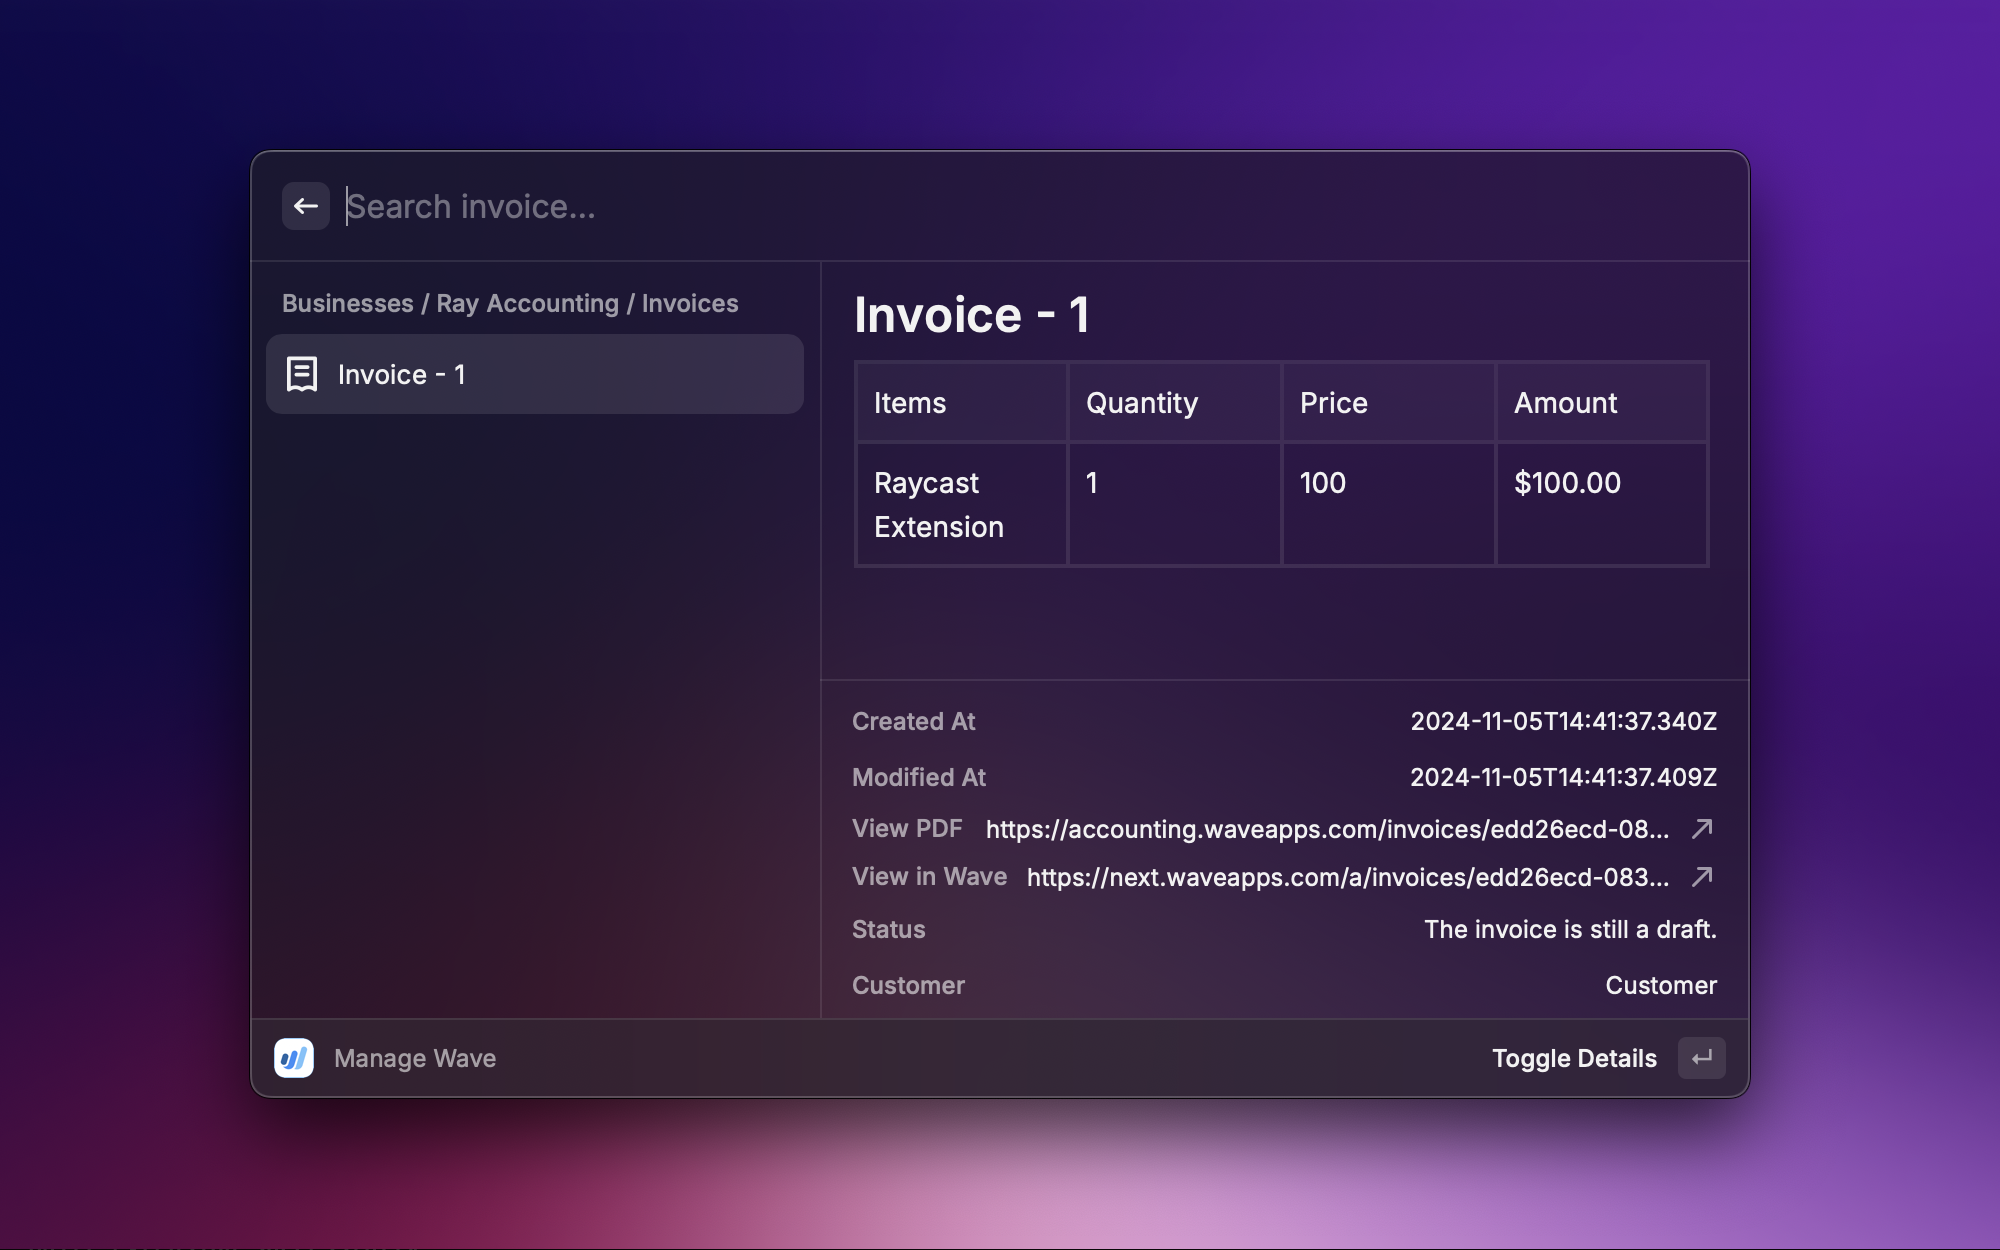 Search invoice...
Businesses / Ray Accounting / Invoices
Invoice - 1
Invoice - 1
Items Quantity Price Amount
Raycast Extension 1 100 $100.00
Created At 2024-11-05T14:41:37.340Z
Modified At 2024-11-05T14:41:37.409Z
View PDF https://accounting.waveapps.com/invoices/edd26ecd-08...
View in Wave https://next.waveapps.com/a/invoices/edd26ecd-083...
Status The invoice is still a draft.
Customer Customer
Manage Wave Toggle Details